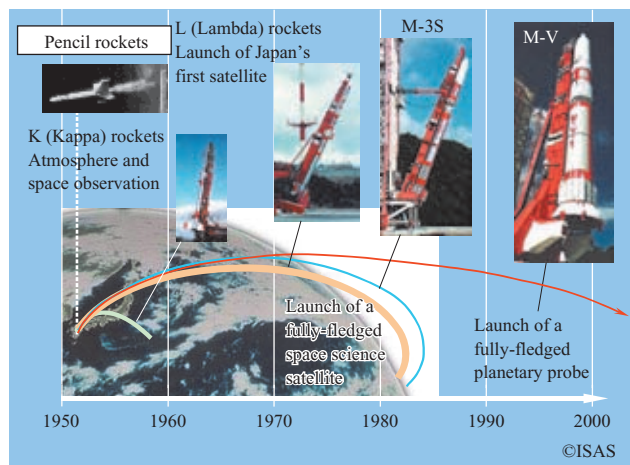 Pencil rockets
L (Lambda) rockets
Launch of Japan's
first satellite
M-3S
M-V
K (Kappa) rockets
Atmosphere and
space observation
Launch of a
fully-fledged
space science
satellite
Launch of a
fully-fledged
planetary probe
1950
1960
1970
1980
1990
2000
©ISAS